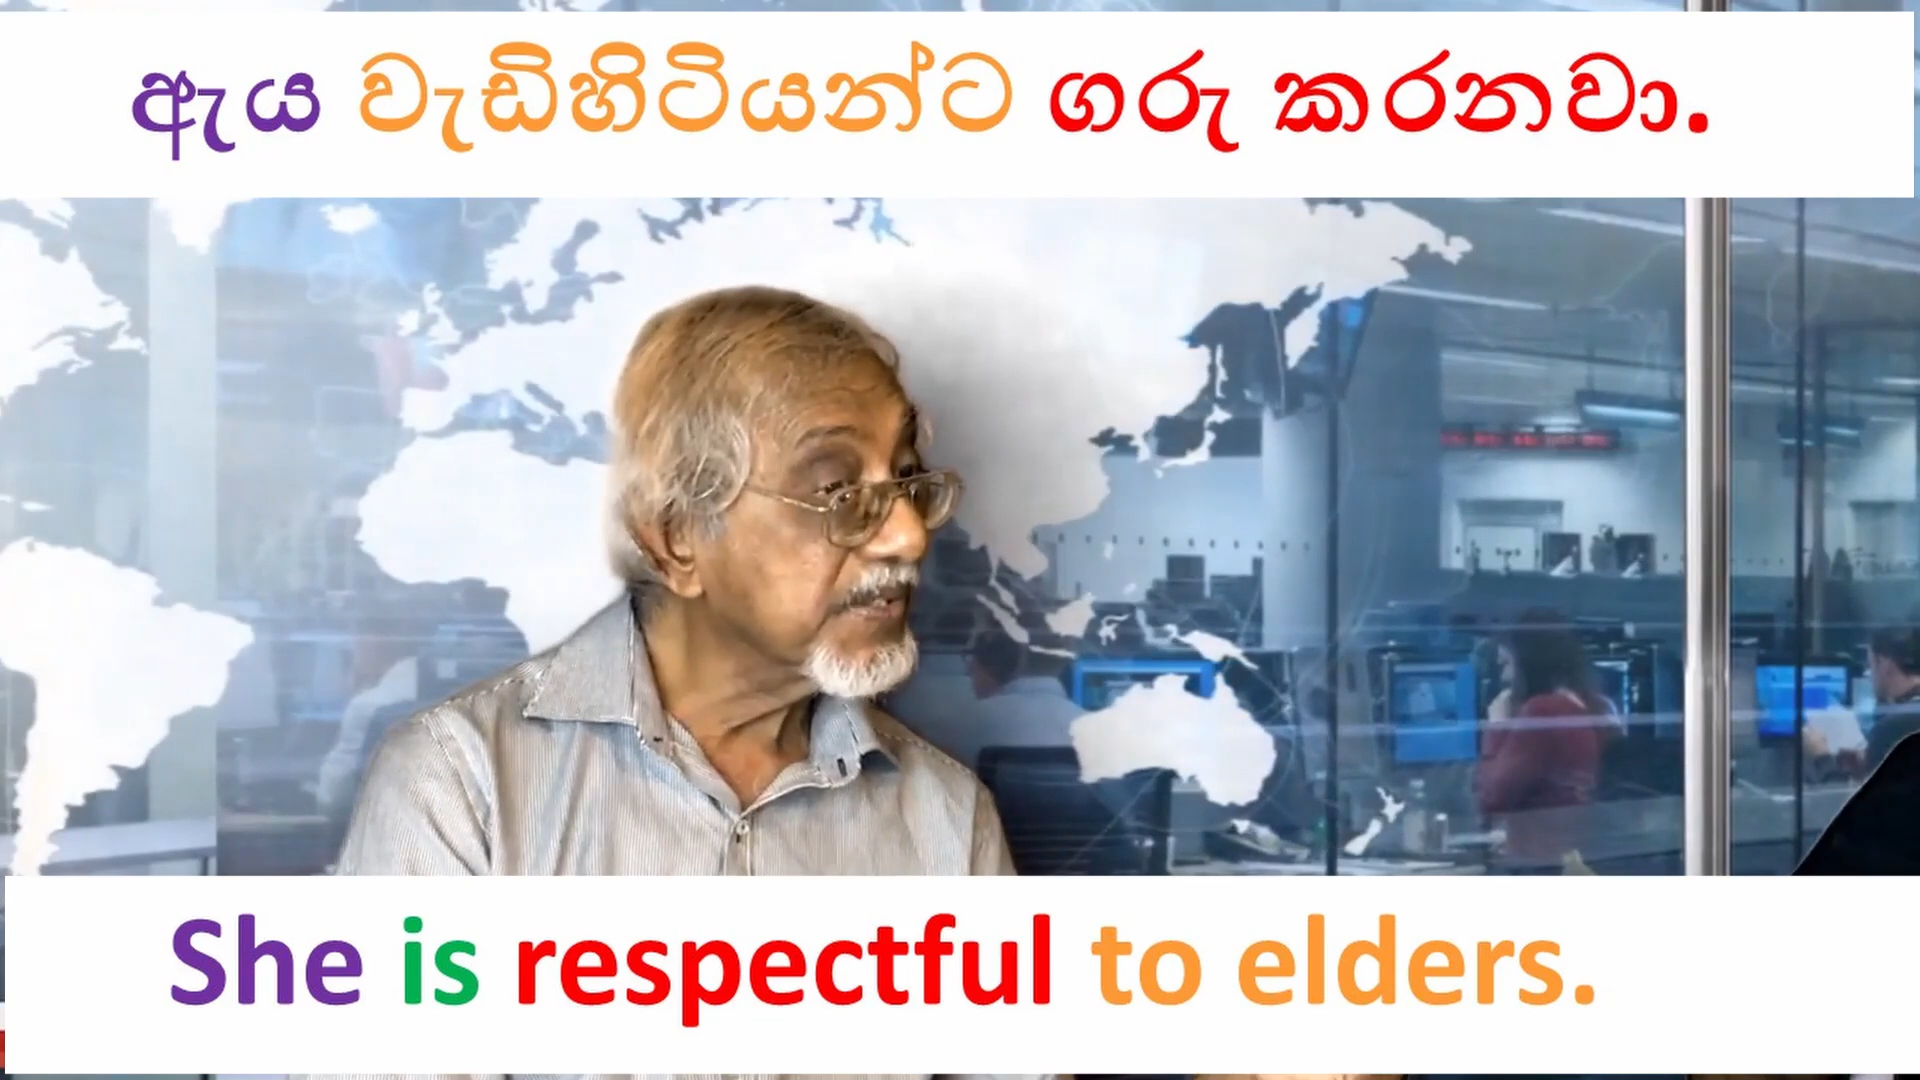 ඇය වැඩිහිටියන්ට ගරු කරනවා.
She is respectful to elders.